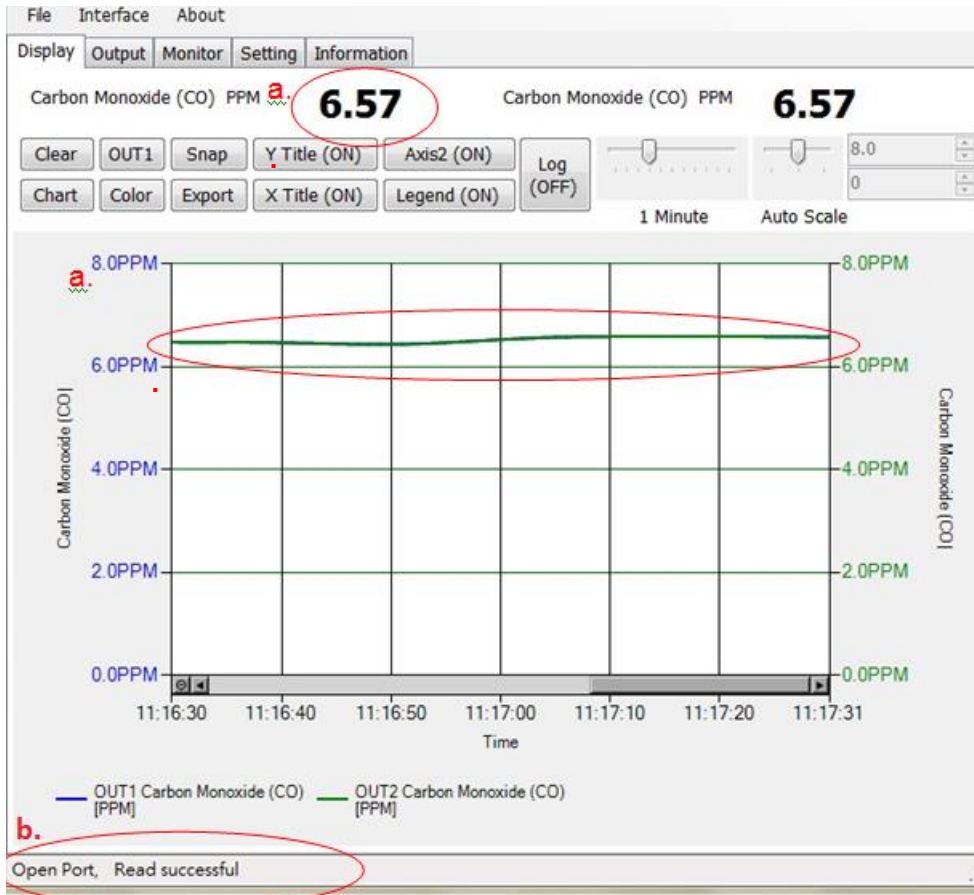 File Interface About
Display Output Monitor Setting Information
Carbon Monoxide (CO) PPM a. 6.57 Carbon Monoxide (CO) PPM 6.57
Clear OUT1 Snap Y Title (ON) Axis2 (ON) Log (OFF) 8.0
Chart Color Export X Title (ON) Legend (ON) 0
1 Minute Auto Scale
a. 8.0PPM 8.0PPM
6.0PPM 6.0PPM
Carbon Monoxide (CO) Carbon Monoxide (CO)
4.0PPM 4.0PPM
2.0PPM 2.0PPM
0.0PPM 0.0PPM
11:16:30 11:16:40 11:16:50 11:17:00 11:17:10 11:17:20 11:17:31
Time
OUT1 Carbon Monoxide (CO) OUT2 Carbon Monoxide (CO)
[PPM] [PPM]
b.
Open Port, Read successful